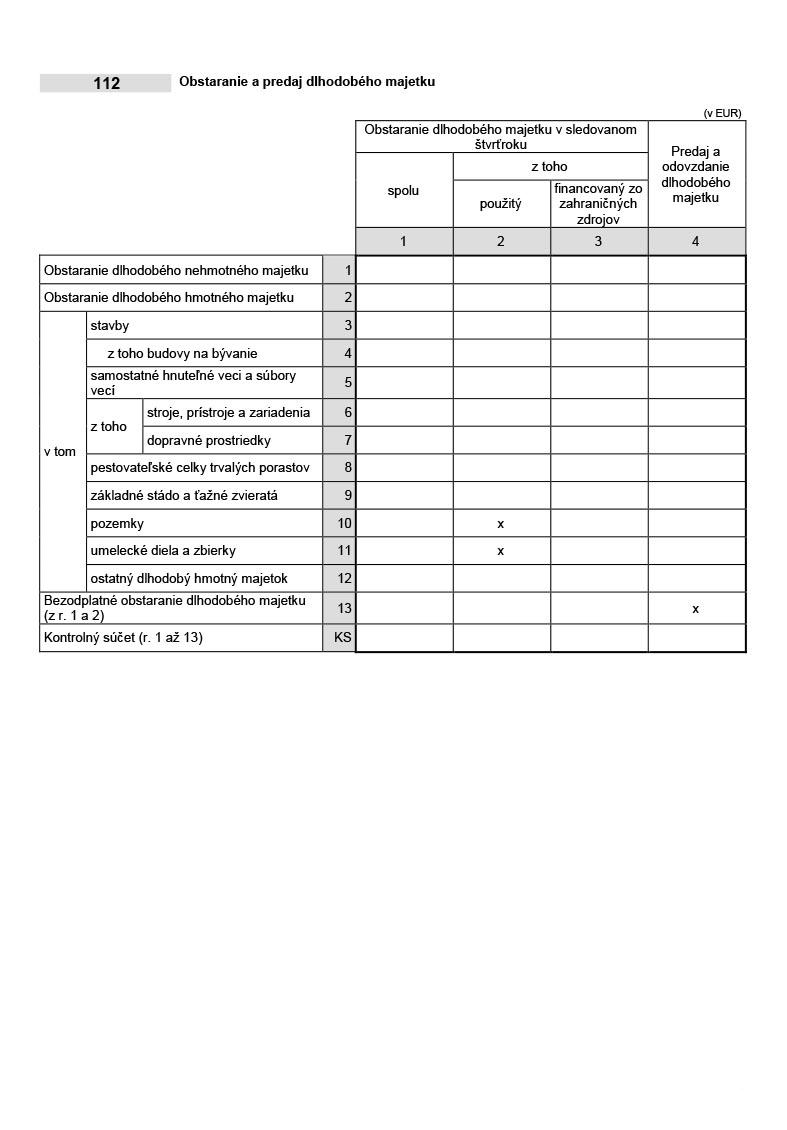 112 Obstaranie a predaj dlhodobého majetku
(v EUR)
Obstaranie dlhodobého majetku v sledovanom
štvrťroku
Predaj a
odovzdanie
dlhodobého
majetku
spolu
z toho
použitý
financovaný zo
zahraničných
zdrojov
1 2 3 4
Obstaranie dlhodobého nehmotného majetku 1
Obstaranie dlhodobého hmotného majetku 2
v tom
stavby 3
z toho budovy na bývanie 4
samostatné hnuteľné veci a súbory
vecí 5
z toho
stroje, prístroje a zariadenia 6
dopravné prostriedky 7
pestovateľské celky trvalých porastov 8
základné stádo a ťažné zvieratá 9
pozemky 10 x
umelecké diela a zbierky 11 x
ostatný dlhodobý hmotný majetok 12
Bezodplatné obstaranie dlhodobého majetku
(z r. 1 a 2) 13 x
Kontrolný súčet (r. 1 až 13) KS